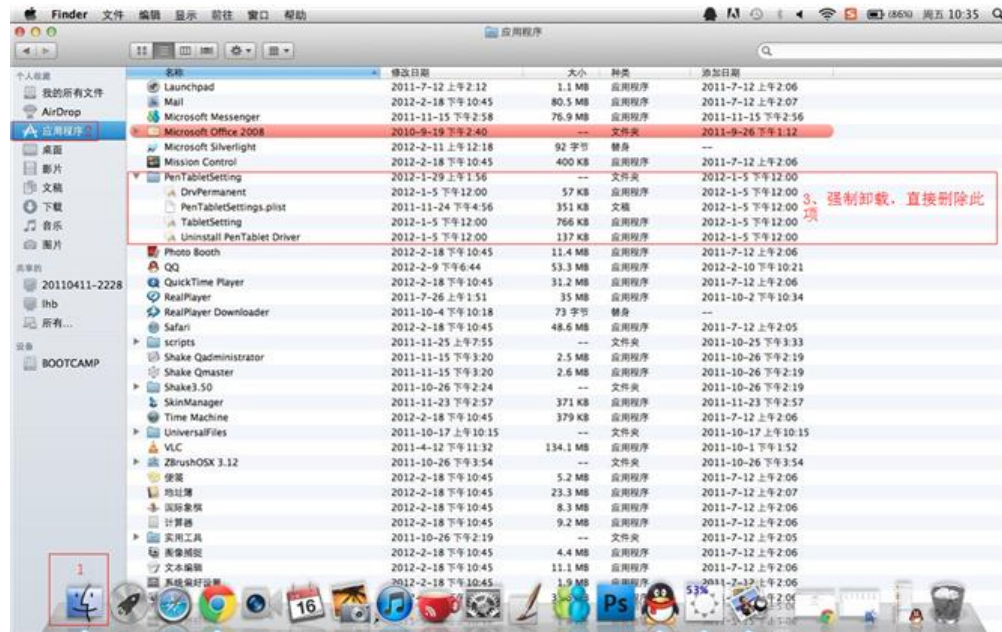 Finder 文件 编辑 显示 前往 窗口 帮助 (86%) 周五 10:35
应用程序
个人收藏
我的所有文件
AirDrop
应用程序 2
桌面
影片
文稿
下载
音乐
图片
共享的
20110411-2228
lhb
所有...
设备
BOOTCAMP
名称 修改日期 大小 种类 添加日期
Launchpad 2011-7-12 上午2:12 1.1 MB 应用程序 2011-7-12 上午2:06
Mail 2012-2-18 下午10:45 80.5 MB 应用程序 2011-7-12 上午2:07
Microsoft Messenger 2011-11-15 下午2:58 76.9 MB 应用程序 2011-11-15 下午2:56
Microsoft Office 2008 2010-9-19 下午2:40 -- 文件夹 2011-9-26 下午1:12
Microsoft Silverlight 2012-2-11 上午12:18 92 字节 替身 --
Mission Control 2012-2-18 下午10:45 400 KB 应用程序 2011-7-12 上午2:06
PenTabletSetting 2012-1-29 上午1:56 -- 文件夹 2012-1-5 下午12:00
DrvPermanent 2012-1-5 下午12:00 57 KB 应用程序 2012-1-5 下午12:00
PenTabletSettings.plist 2011-11-24 下午4:56 351 KB 文稿 2012-1-5 下午12:00
TabletSetting 2012-1-5 下午12:00 766 KB 应用程序 2012-1-5 下午12:00
Uninstall PenTablet Driver 2012-1-5 下午12:00 137 KB 应用程序 2012-1-5 下午12:00
3、强制卸载，直接删除此
项
Photo Booth 2012-2-18 下午10:45 11.4 MB 应用程序 2011-7-12 上午2:06
QQ 2012-2-9 下午6:44 53.3 MB 应用程序 2012-2-10 下午10:21
QuickTime Player 2012-2-18 下午10:45 31.2 MB 应用程序 2011-7-12 上午2:06
RealPlayer 2011-7-26 上午1:51 35 MB 应用程序 2011-10-2 下午10:34
RealPlayer Downloader 2011-10-4 下午10:18 73 字节 替身 --
Safari 2012-2-18 下午10:45 48.6 MB 应用程序 2011-7-12 上午2:05
scripts 2011-11-25 上午7:55 -- 文件夹 2011-10-25 下午3:33
Shake Qadministrator 2011-11-15 下午3:20 2.5 MB 应用程序 2011-10-26 下午2:19
Shake Qmaster 2011-11-15 下午3:20 2.6 MB 应用程序 2011-10-26 下午2:19
Shake3.50 2011-10-26 下午2:24 -- 文件夹 2011-10-26 下午2:19
SkinManager 2011-11-23 下午2:57 371 KB 应用程序 2011-11-23 下午2:57
Time Machine 2012-2-18 下午10:45 379 KB 应用程序 2011-7-12 上午2:06
UniversalFiles 2011-10-17 上午10:15 -- 文件夹 2011-10-17 上午10:15
VLC 2011-4-12 下午11:32 134.1 MB 应用程序 2011-10-1 下午1:52
ZBrushOSX 3.12 2011-10-26 下午3:54 -- 文件夹 2011-10-26 下午3:54
便笺 2012-2-18 下午10:45 5.2 MB 应用程序 2011-7-12 上午2:06
地址簿 2012-2-18 下午10:45 23.3 MB 应用程序 2011-7-12 上午2:07
国际象棋 2012-2-18 下午10:45 8.3 MB 应用程序 2011-7-12 上午2:06
计算器 2012-2-18 下午10:45 9.2 MB 应用程序 2011-7-12 上午2:06
实用工具 2011-10-26 下午2:19 -- 文件夹 2011-7-12 上午2:05
图像捕捉 2012-2-18 下午10:45 4.4 MB 应用程序 2011-7-12 上午2:06
文本编辑 2012-2-18 下午10:45 11.1 MB 应用程序 2011-7-12 上午2:06
系统偏好设置 2012-2-18 下午10:45 1.9 MB 应用程序 2011-7-12 上午2:06
1
16
Ps
53%